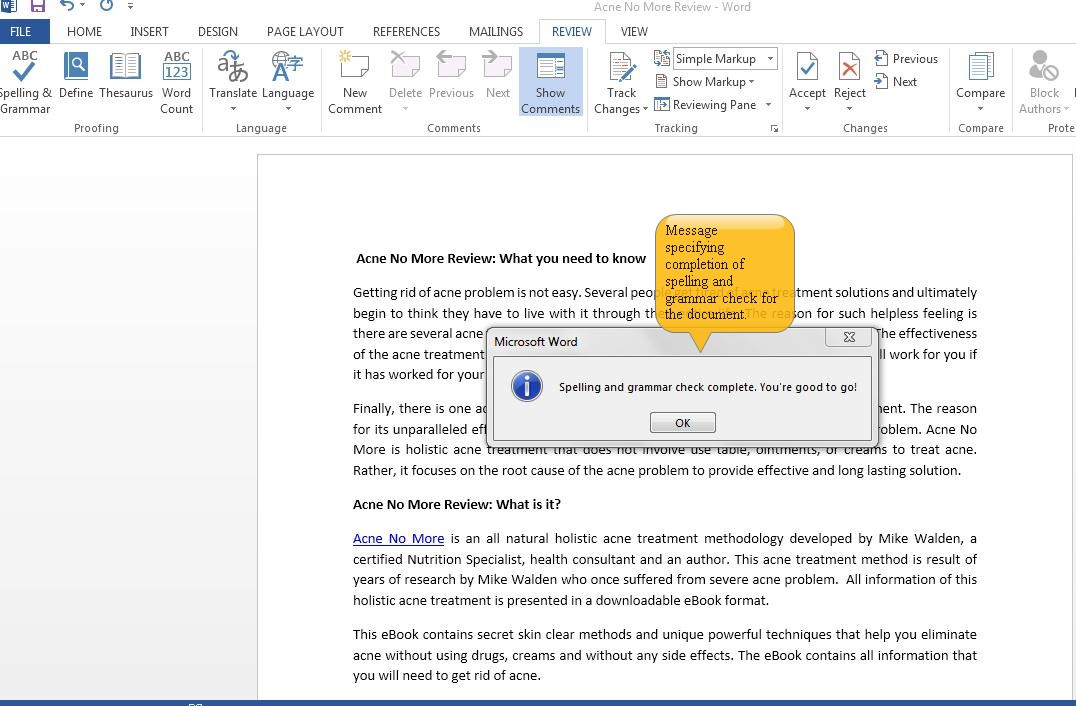 Acne No More Review - Word
FILE HOME INSERT DESIGN PAGE LAYOUT REFERENCES MAILINGS REVIEW VIEW
ABC ABC 123 Simple Markup Previous
Spelling & Define Thesaurus Word Translate Language New Delete Previous Next Show Track Show Markup Accept Reject Next Compare Block
Grammar Count Comment Comments Changes Reviewing Pane Authors
Proofing Language Comments Tracking Changes Compare Prote
Message
specifying
completion of
spelling and
grammar check for
the document.
Acne No More Review: What you need to know
Getting rid of acne problem is not easy. Several people get tired of acne treatment solutions and ultimately
begin to think they have to live with it through the The reason for such helpless feeling is
there are several acne The effectiveness
of the acne treatment ll work for you if
it has worked for your
Microsoft Word
Spelling and grammar check complete. You're good to go!
OK
Finally, there is one ment. The reason
for its unparalleled roblem. Acne No
More is holistic acne treatment that does not involve use table, ointments, or creams to treat acne.
Rather, it focuses on the root cause of the acne problem to provide effective and long lasting solution.
Acne No More Review: What is it?
Acne No More is an all natural holistic acne treatment methodology developed by Mike Walden, a
certified Nutrition Specialist, health consultant and an author. This acne treatment method is result of
years of research by Mike Walden who once suffered from severe acne problem. All information of this
holistic acne treatment is presented in a downloadable eBook format.
This eBook contains secret skin clear methods and unique powerful techniques that help you eliminate
acne without using drugs, creams and without any side effects. The eBook contains all information that
you will need to get rid of acne.